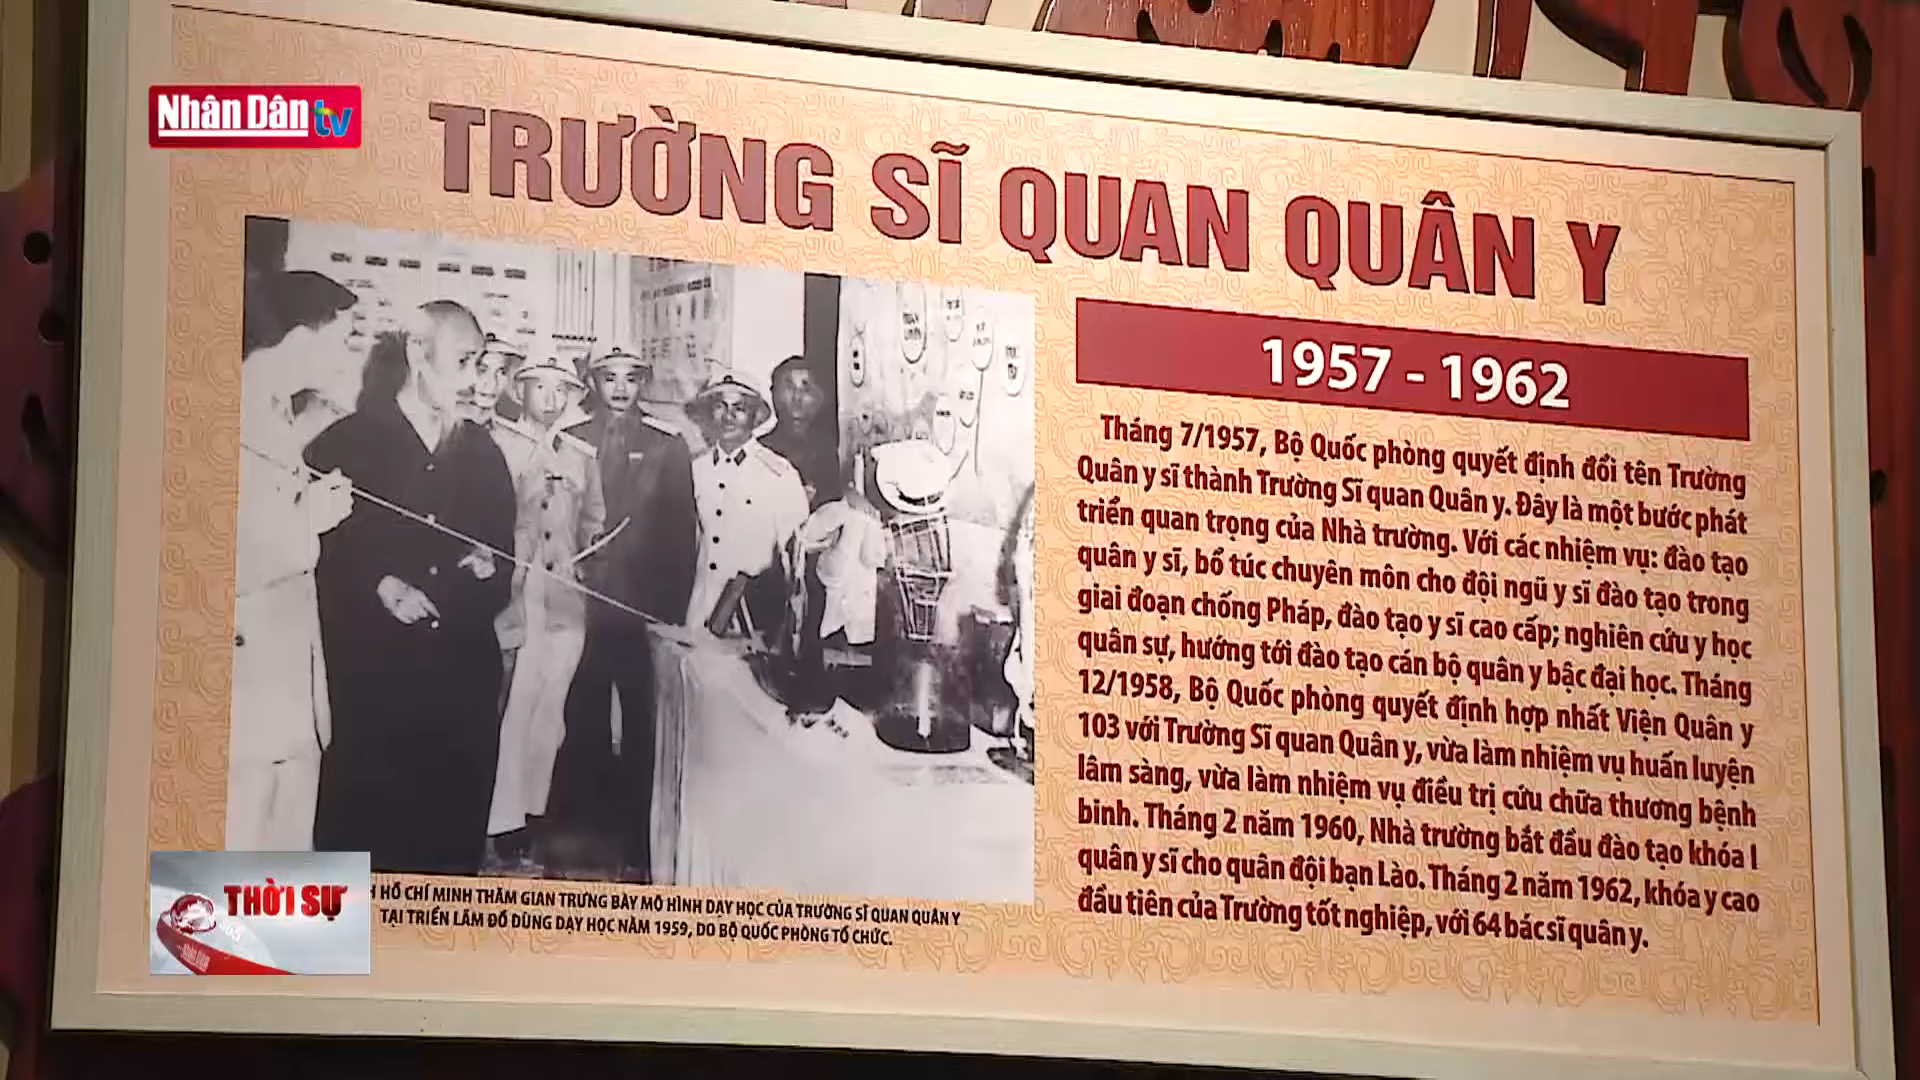 Nhân Dân tv
TRƯỜNG SĨ QUAN QUÂN Y
1957 - 1962
Tháng 7/1957, Bộ Quốc phòng quyết định đổi tên Trường
Quân y sĩ thành Trường Sĩ quan Quân y. Đây là một bước phát
triển quan trọng của Nhà trường. Với các nhiệm vụ: đào tạo
quân y sĩ, bổ túc chuyên môn cho đội ngũ y sĩ đào tạo trong
giai đoạn chống Pháp, đào tạo y sĩ cao cấp; nghiên cứu y học
quân sự, hướng tới đào tạo cán bộ quân y bậc đại học. Tháng
12/1958, Bộ Quốc phòng quyết định hợp nhất Viện Quân y
103 với Trường Sĩ quan Quân y, vừa làm nhiệm vụ huấn luyện
lâm sàng, vừa làm nhiệm vụ điều trị cứu chữa thương bệnh
binh. Tháng 2 năm 1960, Nhà trường bắt đầu đào tạo khóa I
quân y sĩ cho quân đội bạn Lào. Tháng 2 năm 1962, khóa y cao
đầu tiên của Trường tốt nghiệp, với 64 bác sĩ quân y.
HỒ CHÍ MINH THĂM GIAN TRƯNG BÀY MÔ HÌNH DẠY HỌC CỦA TRƯỜNG SĨ QUAN QUÂN Y
TẠI TRIỂN LÃM ĐỒ DÙNG DẠY HỌC NĂM 1959, DO BỘ QUỐC PHÒNG TỔ CHỨC.
THỜI SỰ
NHÂN DÂN